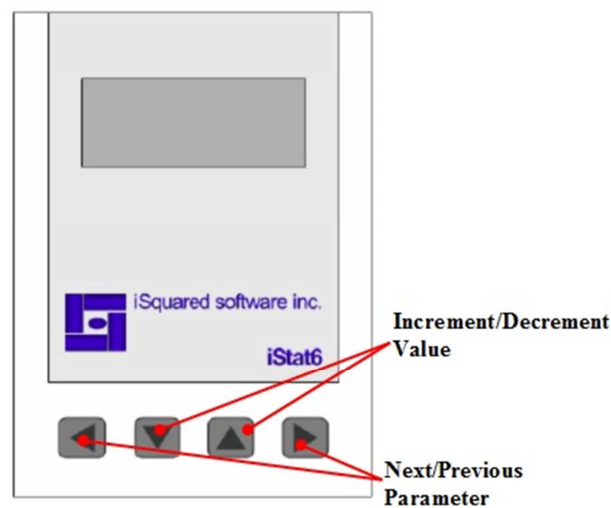 iSquared software inc.
iStat6
Increment/Decrement
Value
Next/Previous
Parameter